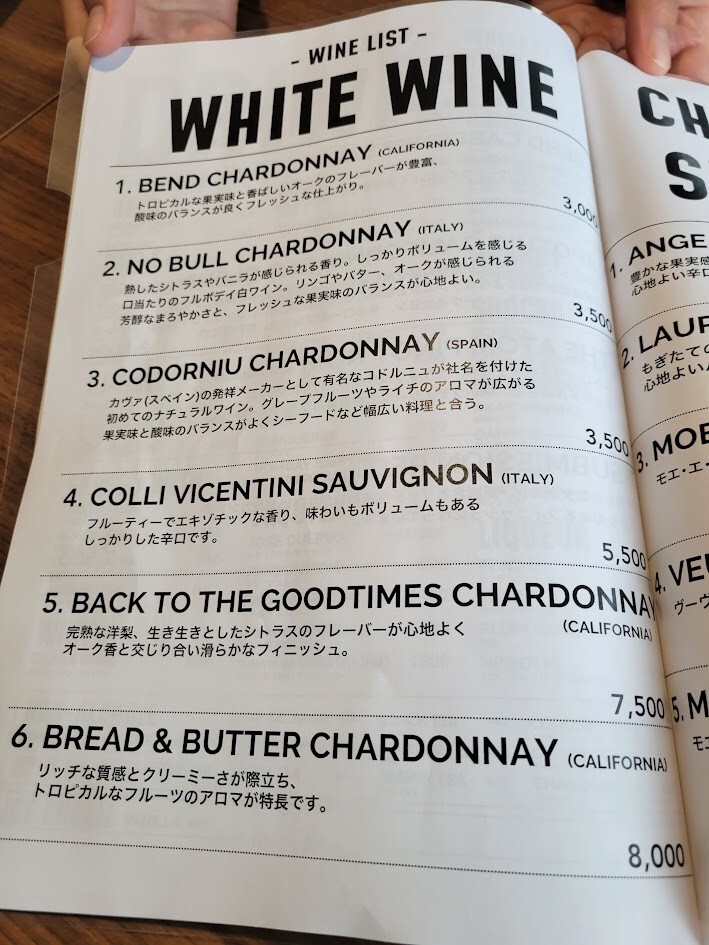 - WINE LIST -
WHITE WINE
1. BEND CHARDONNAY (CALIFORNIA)
トロピカルな果実味と香ばしいオークのフレーバーが豊富、
酸味のバランスが良くフレッシュな仕上がり。
3,000
2. NO BULL CHARDONNAY (ITALY)
熟したシトラスやバニラが感じられる香り。しっかりボリュームを感じる
口当たりのフルボディ白ワイン。リンゴやバター、オークが感じられる
芳醇なまろやかさと、フレッシュな果実味のバランスが心地よい。
3,500
3. CODORNIU CHARDONNAY (SPAIN)
カヴァ(スペイン)の発祥メーカーとして有名なコドルニュが社名を付けた
初めてのナチュラルワイン。グレープフルーツやライチのアロマが広がる
果実味と酸味のバランスがよくシーフードなど幅広い料理と合う。
3,500
4. COLLI VICENTINI SAUVIGNON (ITALY)
フルーティーでエキゾチックな香り、味わいもボリュームもある
しっかりした辛口です。
5,500
5. BACK TO THE GOODTIMES CHARDONNAY
(CALIFORNIA)
完熟な洋梨、生き生きとしたシトラスのフレーバーが心地よく
オーク香と交じり合い滑らかなフィニッシュ。
7,500
6. BREAD & BUTTER CHARDONNAY (CALIFORNIA)
リッチな質感とクリーミーさが際立ち、
トロピカルなフルーツのアロマが特長です。
8,000
CH
S
1. ANGE
豊かな果実感
心地よい辛口
2. LAUR
もぎたての
心地よい
3. MOE
モエ・エ・
4. VE
グーヴ
5. M
モエ